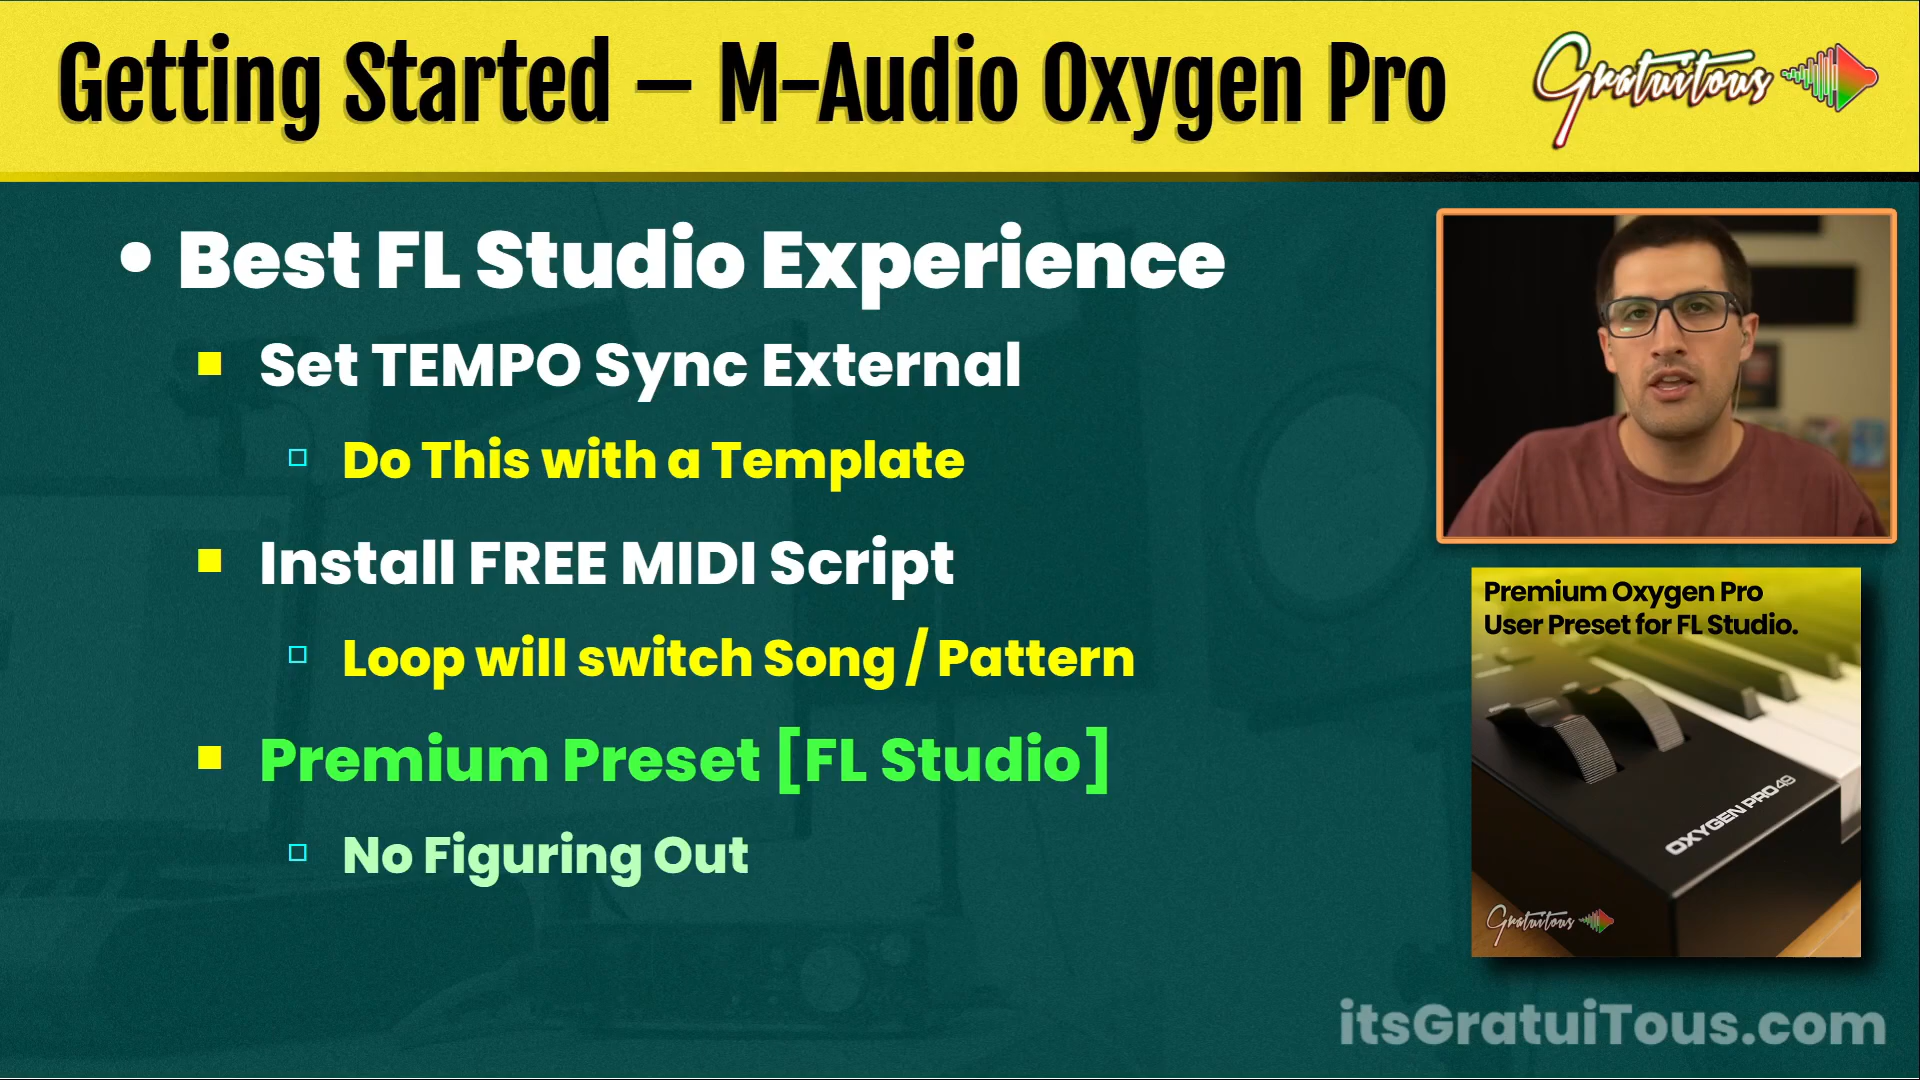 Getting Started – M-Audio Oxygen Pro
Gratuitous
• Best FL Studio Experience
Set TEMPO Sync External
Do This with a Template
Install FREE MIDI Script
Loop will switch Song / Pattern
Premium Preset [FL Studio]
No Figuring Out
Premium Oxygen Pro
User Preset for FL Studio.
OXYGEN PRO 49
Gratuitous
itsGratuiTous.com